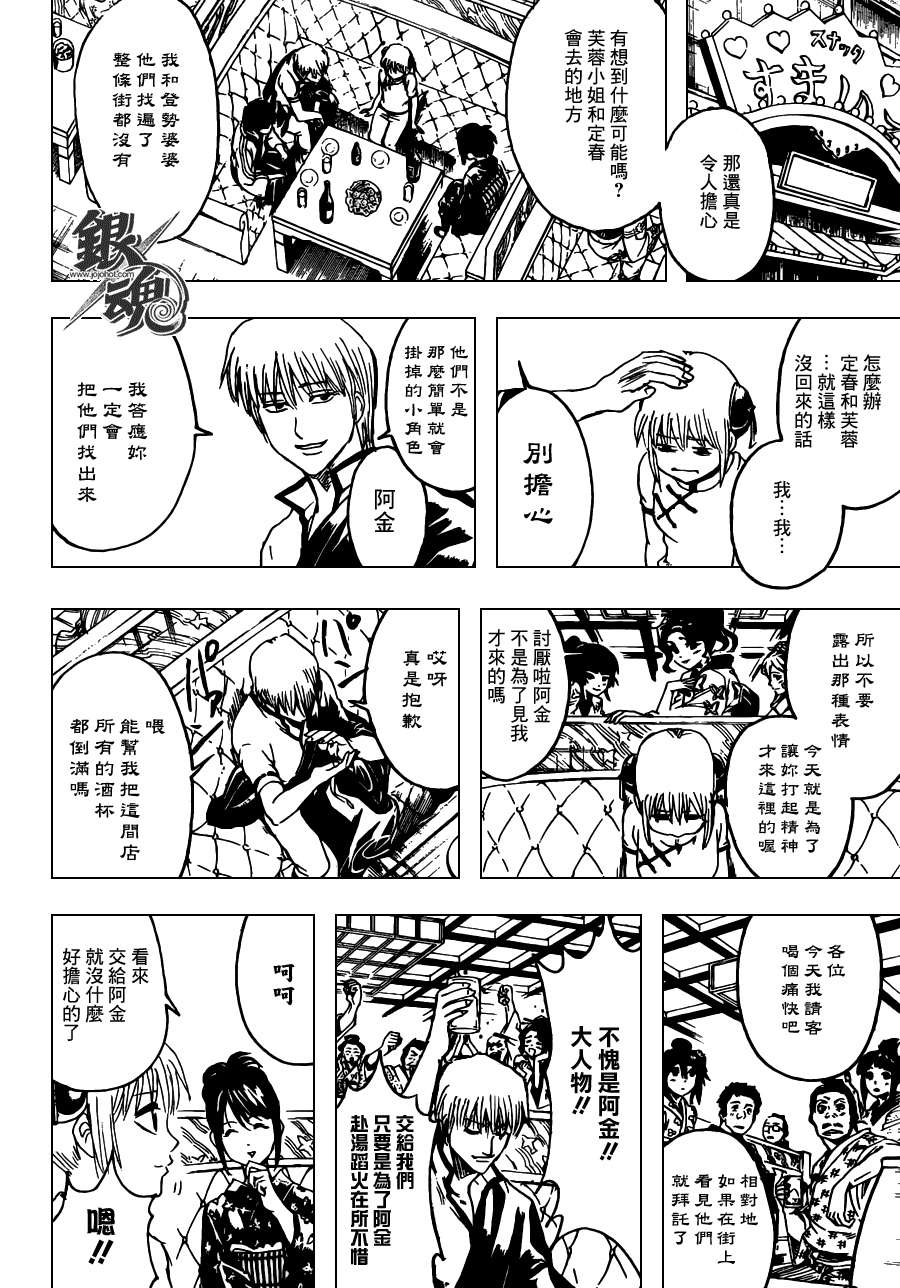 スナック
すまいる
那還真是
令人擔心
有想到什麼可能嗎？
芙蓉小姐和定春
會去的地方
我和登勢婆婆
他們找遍了
整條街都沒有
銀魂
www.jojohot.com
怎麼辦
定春和芙蓉
…就這樣
沒回來的話
我…我…
別擔心
他們不是
那麼簡單就會
掛掉的小角色
阿金
我答應妳
一定會
把他們找出來
所以不要
露出那種表情
今天就是為了
讓妳打起精神
才來這裡的喔
討厭啦阿金
不是為了見我
才來的嗎
哎呀
真是抱歉
喂
能幫我把這間店
所有的酒杯
都倒滿嗎
各位
今天我請客
喝個痛快吧
相對地
如果在街上
看見他們
就拜託了
不愧是阿金!!
大人物!!
交給我們
只要是為了阿金
赴湯蹈火在所不惜
呵呵
看來
交給阿金
就沒什麼
好擔心的了
嗯!!